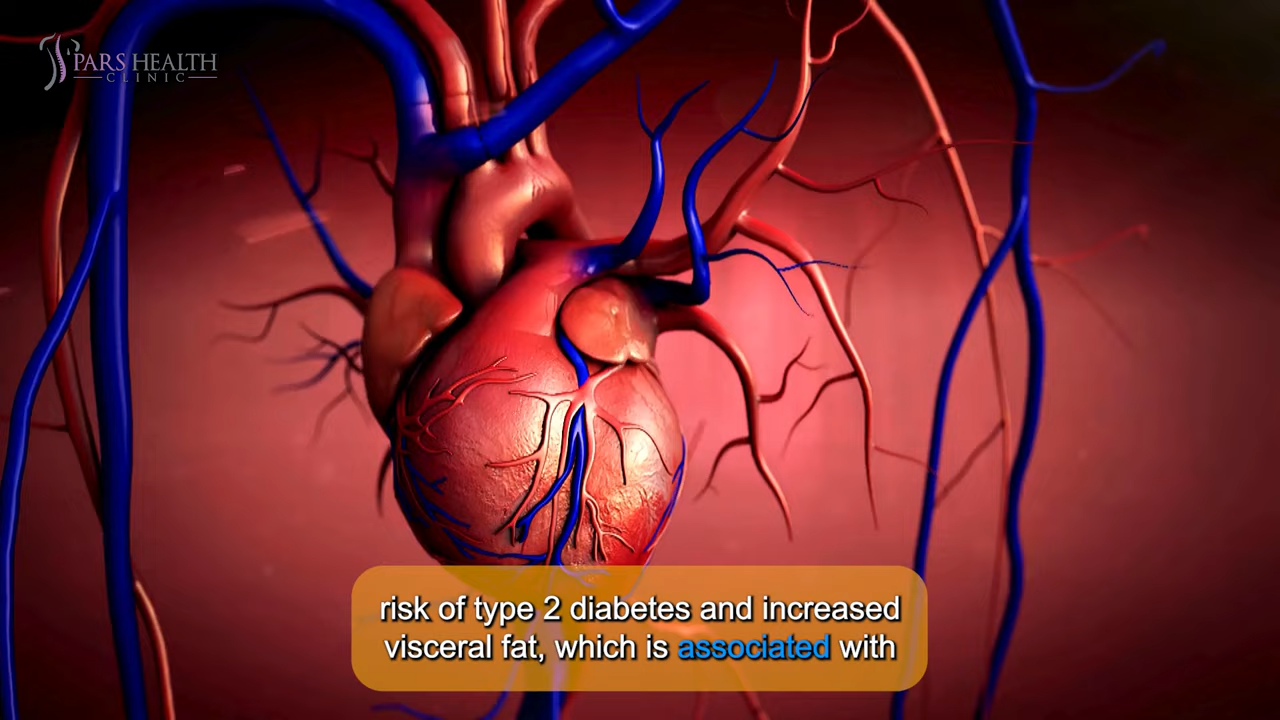 PARS HEALTH
CLINIC
risk of type 2 diabetes and increased
visceral fat, which is associated with